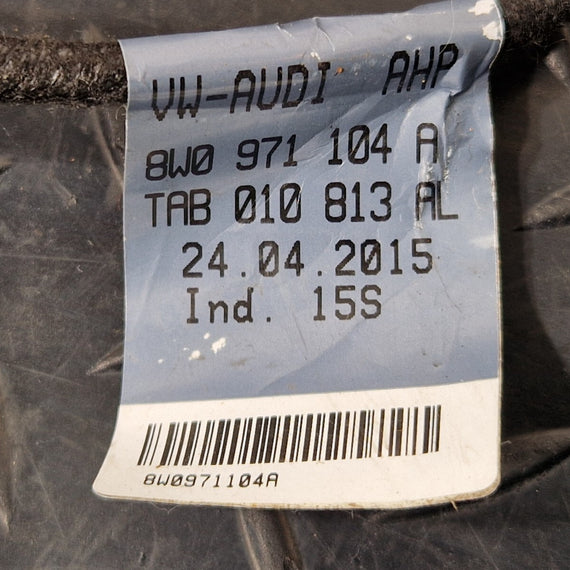 VW-AUDI AHP
8W0 971 104 A
TAB 010 813 AL
24.04.2015
Ind. 15S
8W0971104A